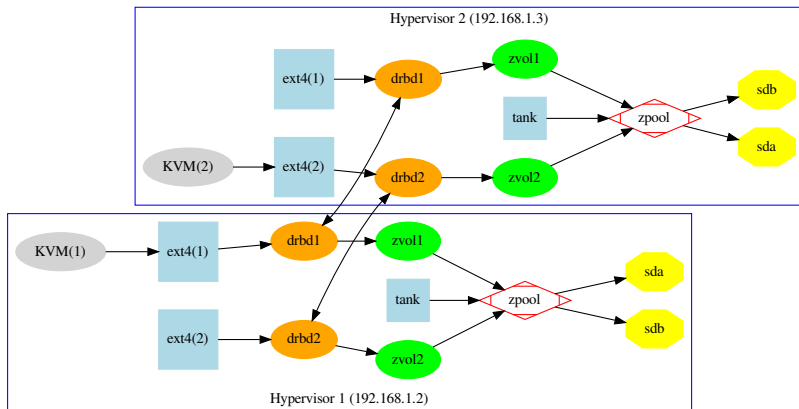 Hypervisor 2 (192.168.1.3)
ext4(1)
drbd1
zvol1
sdb
tank
zpool
sda
KVM(2)
ext4(2)
drbd2
zvol2
KVM(1)
ext4(1)
drbd1
zvol1
sda
tank
zpool
sdb
ext4(2)
drbd2
zvol2
Hypervisor 1 (192.168.1.2)